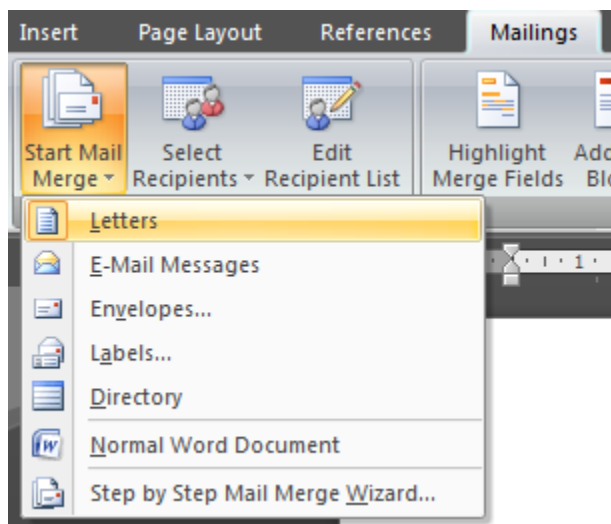 Insert Page Layout References Mailings
Start Mail Merge Select Recipients Edit Recipient List Highlight Merge Fields
Letters
E-Mail Messages
1
Envelopes...
Labels...
Directory
Normal Word Document
Step by Step Mail Merge Wizard...